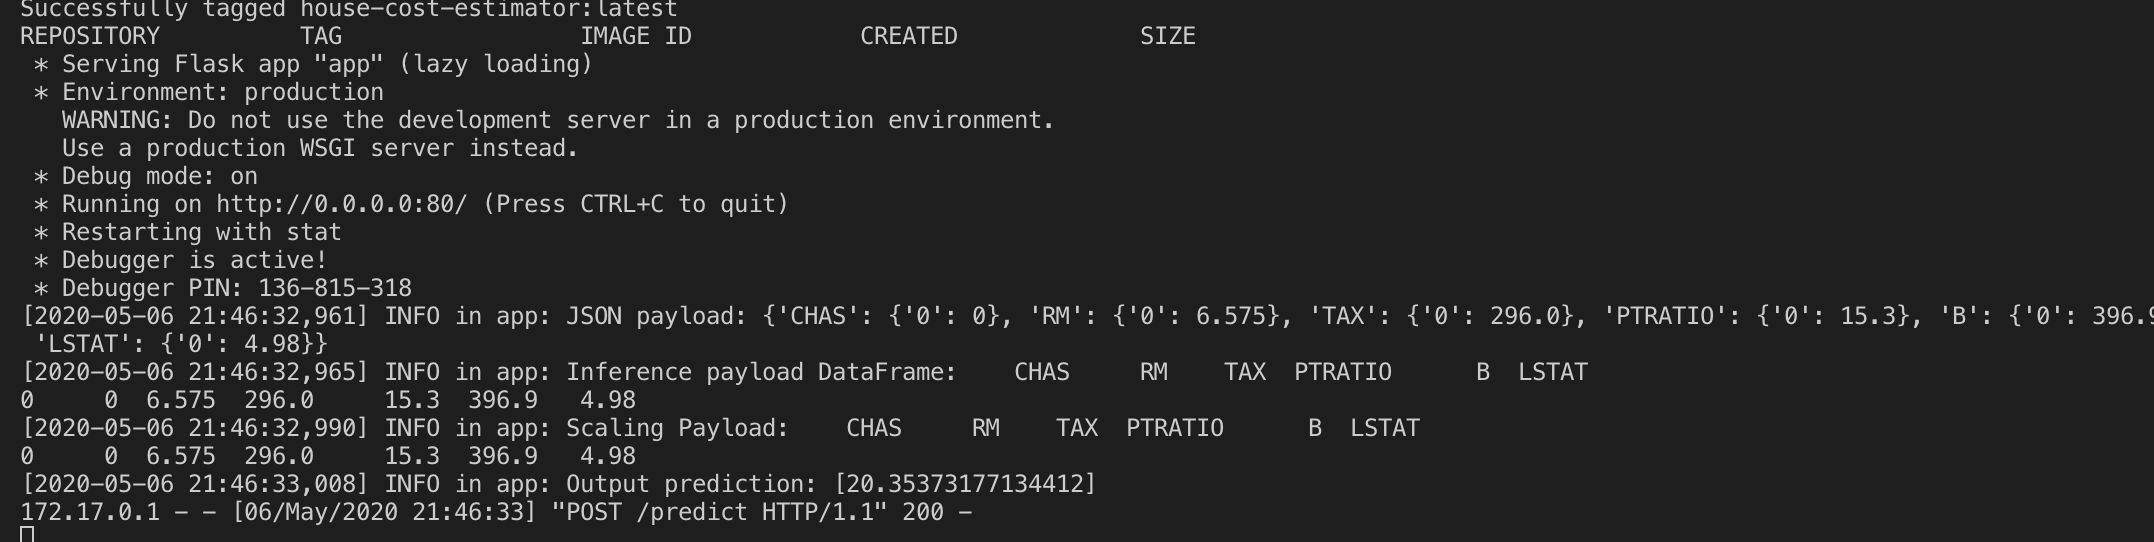 Successfully tagged house-cost-estimator:latest
REPOSITORY          TAG                 IMAGE ID            CREATED             SIZE
 * Serving Flask app "app" (lazy loading)
 * Environment: production
   WARNING: Do not use the development server in a production environment.
   Use a production WSGI server instead.
 * Debug mode: on
 * Running on http://0.0.0.0:80/ (Press CTRL+C to quit)
 * Restarting with stat
 * Debugger is active!
 * Debugger PIN: 136-815-318
[2020-05-06 21:46:32,961] INFO in app: JSON payload: {'CHAS': {'0': 0}, 'RM': {'0': 6.575}, 'TAX': {'0': 296.0}, 'PTRATIO': {'0': 15.3}, 'B': {'0': 396.9
 'LSTAT': {'0': 4.98}}
[2020-05-06 21:46:32,965] INFO in app: Inference payload DataFrame:    CHAS     RM    TAX  PTRATIO      B  LSTAT
0     0  6.575  296.0     15.3  396.9   4.98
[2020-05-06 21:46:32,990] INFO in app: Scaling Payload:    CHAS     RM    TAX  PTRATIO      B  LSTAT
0     0  6.575  296.0     15.3  396.9   4.98
[2020-05-06 21:46:33,008] INFO in app: Output prediction: [20.35373177134412]
172.17.0.1 - - [06/May/2020 21:46:33] "POST /predict HTTP/1.1" 200 -